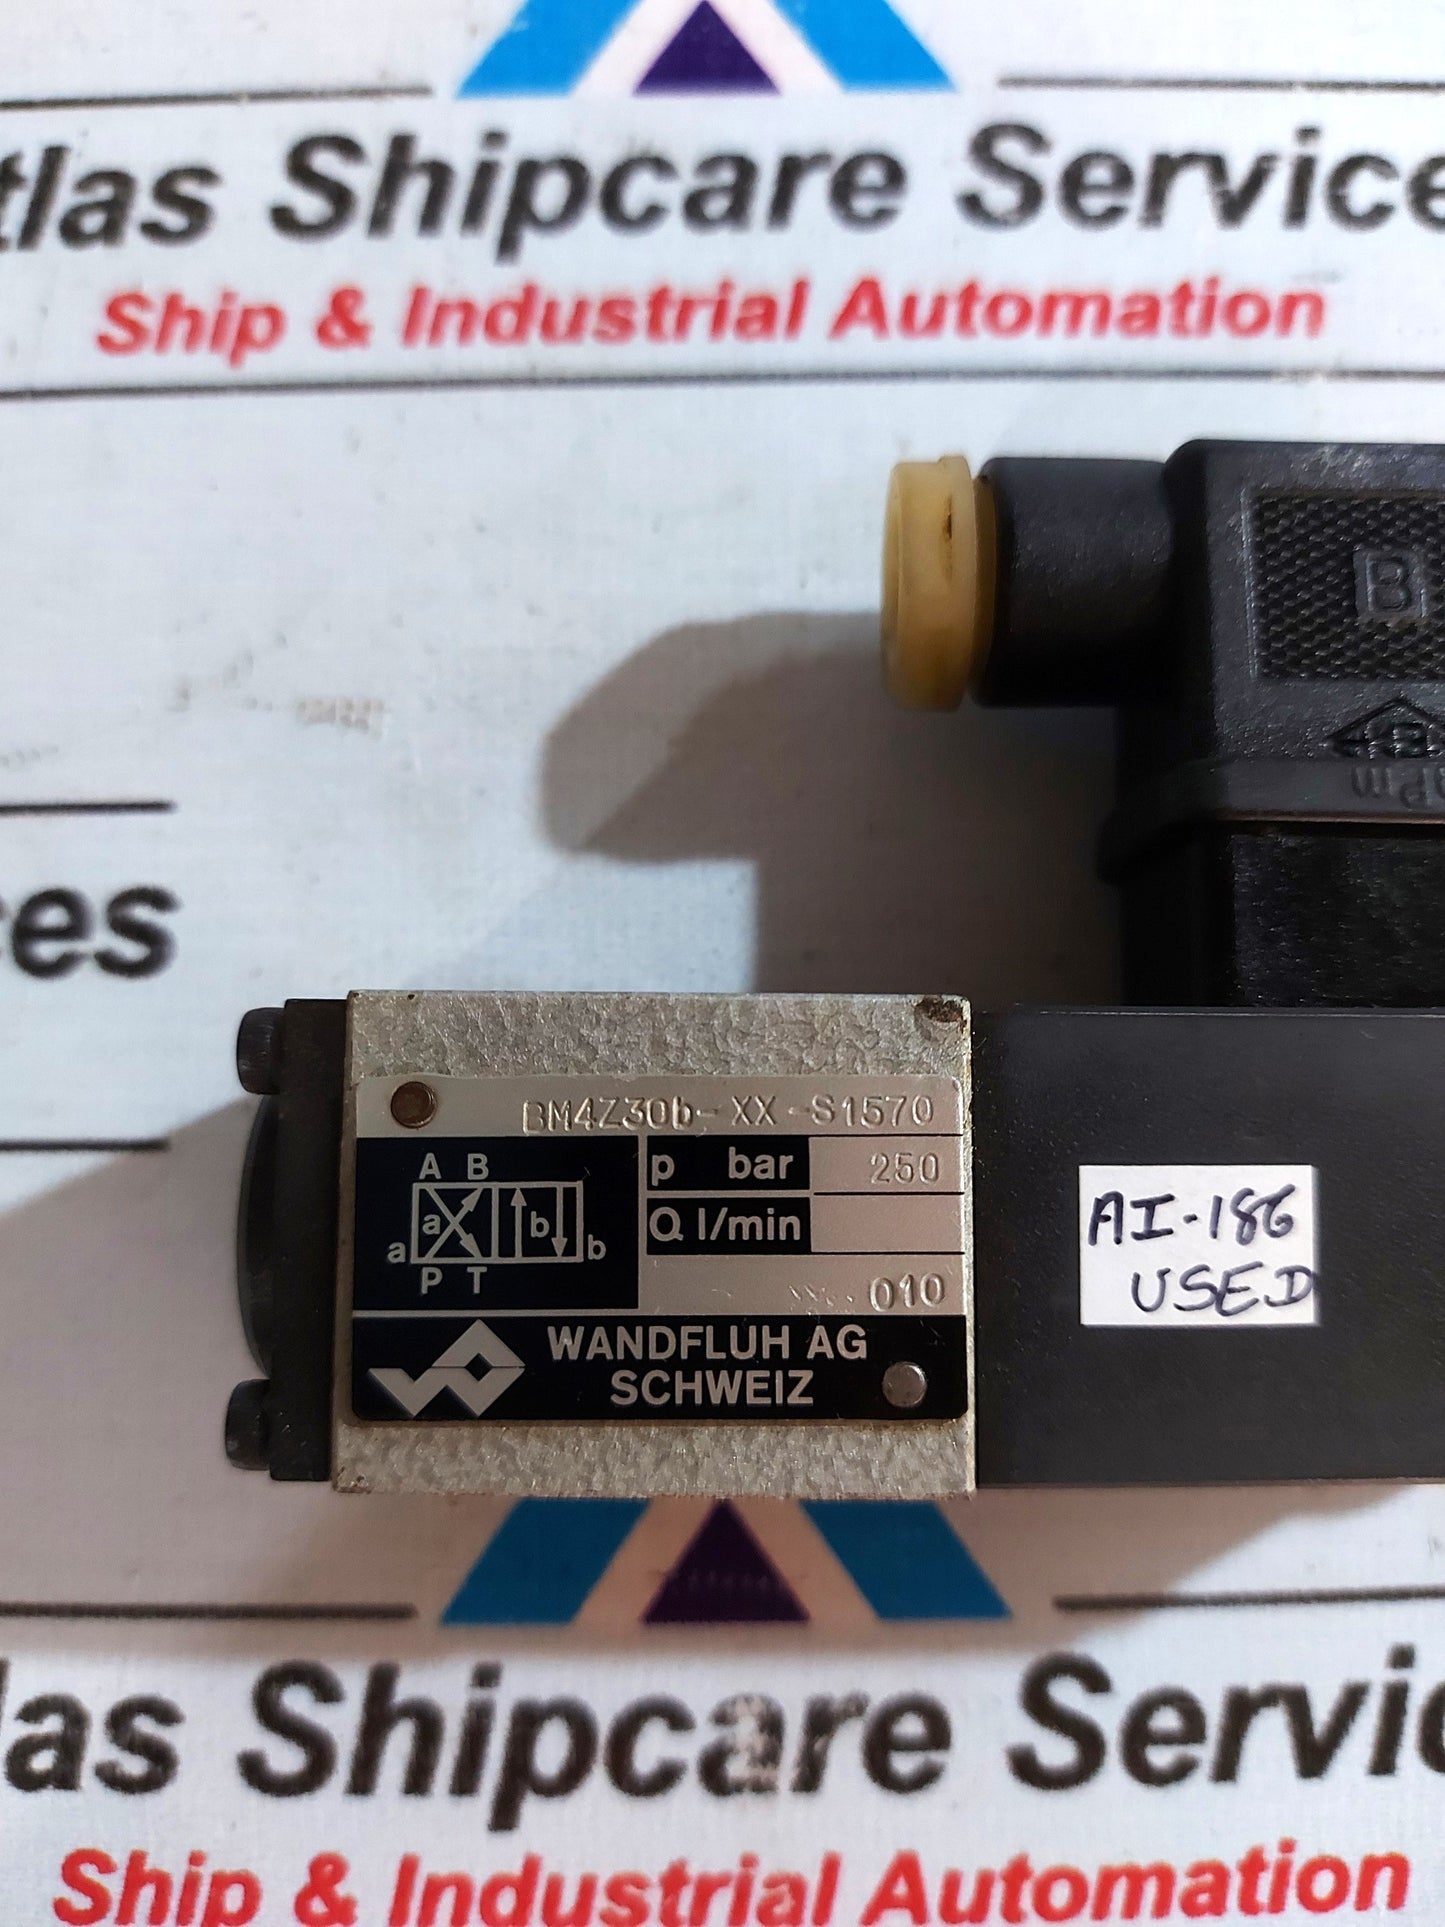 tlas Shipcare Service
Ship & Industrial Automation
B
ces
BM4Z30b-XX-S1570
A B
p bar 250
a
b
a
b
Q l/min
P T
010
WANDFLUH AG
SCHWEIZ
AI-186
USED
las Shipcare Servic
Ship & Industrial Automation